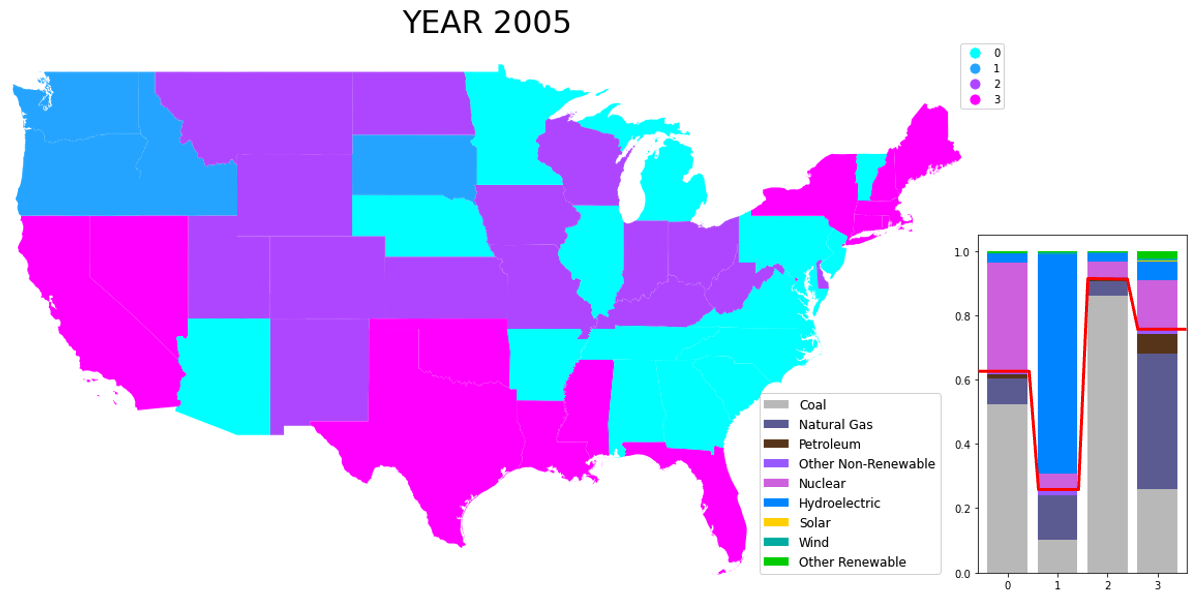 YEAR 2005
0
1
2
3
Coal
Natural Gas
Petroleum
Other Non-Renewable
Nuclear
Hydroelectric
Solar
Wind
Other Renewable
1.0
0.8
0.6
0.4
0.2
0.0
0 1 2 3